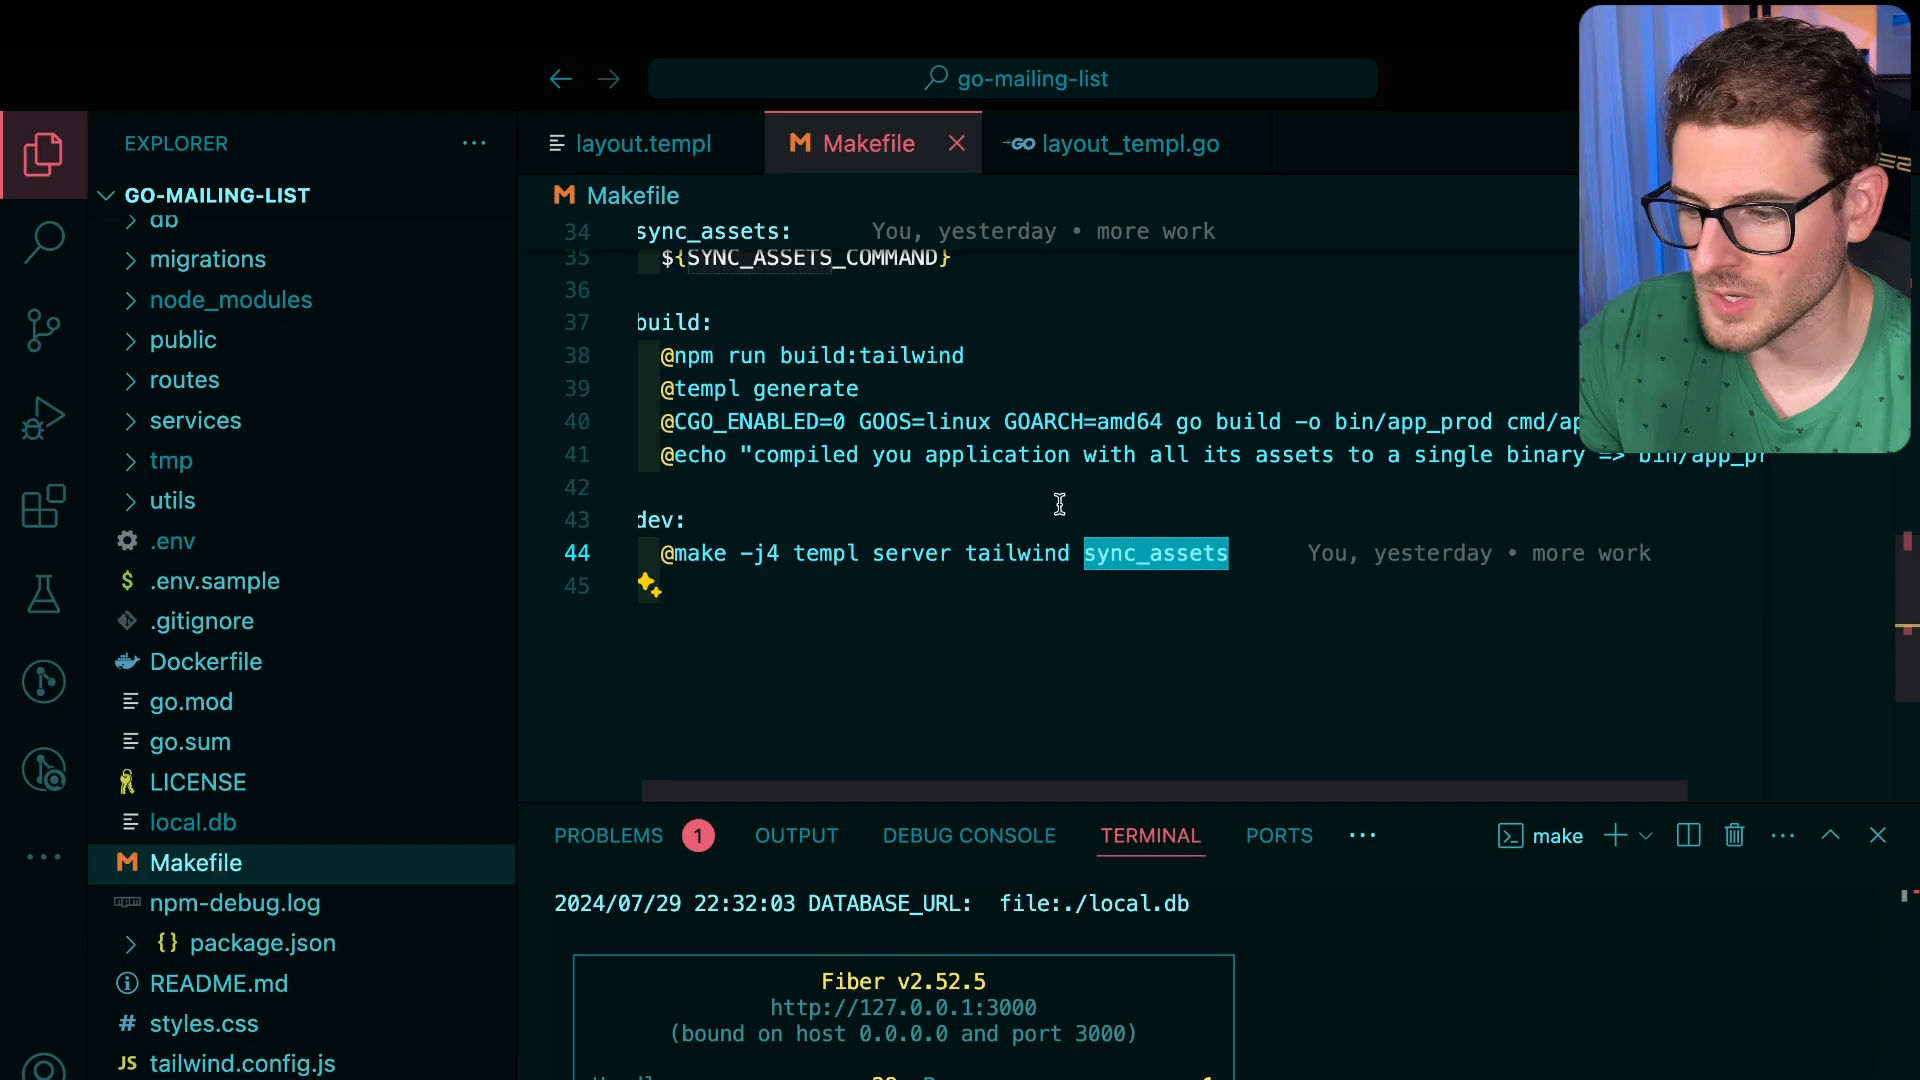 go-mailing-list
EXPLORER
GO-MAILING-LIST
db
migrations
node_modules
public
routes
services
tmp
utils
.env
.env.sample
.gitignore
Dockerfile
go.mod
go.sum
LICENSE
local.db
Makefile
npm-debug.log
{} package.json
README.md
# styles.css
JS tailwind.config.js
layout.templ
Makefile
GO layout_templ.go
Makefile
34 sync_assets: You, yesterday • more work
35 ${SYNC_ASSETS_COMMAND}
36
37 build:
38 @npm run build:tailwind
39 @templ generate
40 @CGO_ENABLED=0 GOOS=linux GOARCH=amd64 go build -o bin/app_prod cmd/ap
41 @echo "compiled you application with all its assets to a single binary => bin/app_pr
42
43 dev:
44 @make -j4 templ server tailwind sync_assets You, yesterday • more work
45
PROBLEMS 1 OUTPUT DEBUG CONSOLE TERMINAL PORTS
make
2024/07/29 22:32:03 DATABASE_URL: file:./local.db
Fiber v2.52.5
http://127.0.0.1:3000
(bound on host 0.0.0.0 and port 3000)